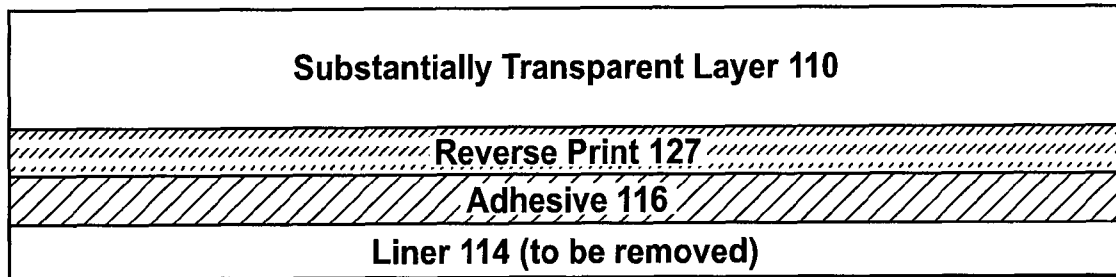 Substantially Transparent Layer 110
Reverse Print 127
Adhesive 116
Liner 114 (to be removed)